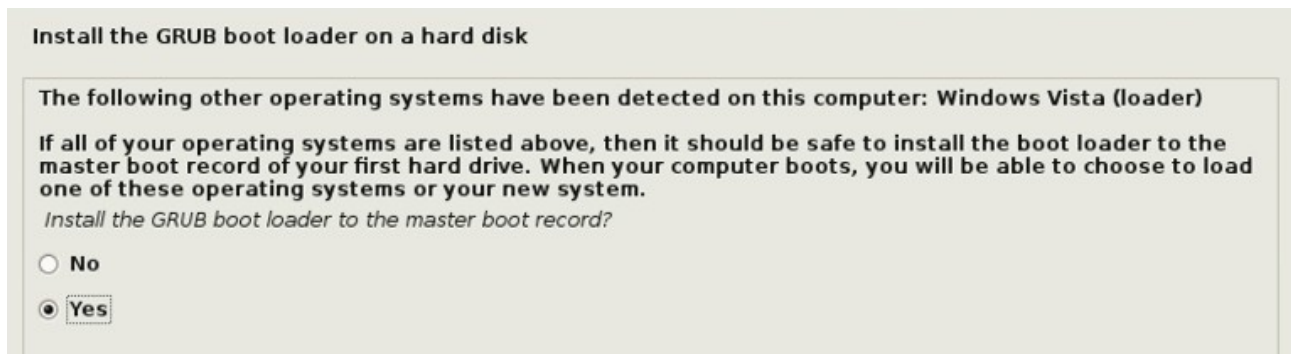 Install the GRUB boot loader on a hard disk
The following other operating systems have been detected on this computer: Windows Vista (loader)
If all of your operating systems are listed above, then it should be safe to install the boot loader to the
master boot record of your first hard drive. When your computer boots, you will be able to choose to load
one of these operating systems or your new system.
Install the GRUB boot loader to the master boot record?
No
Yes